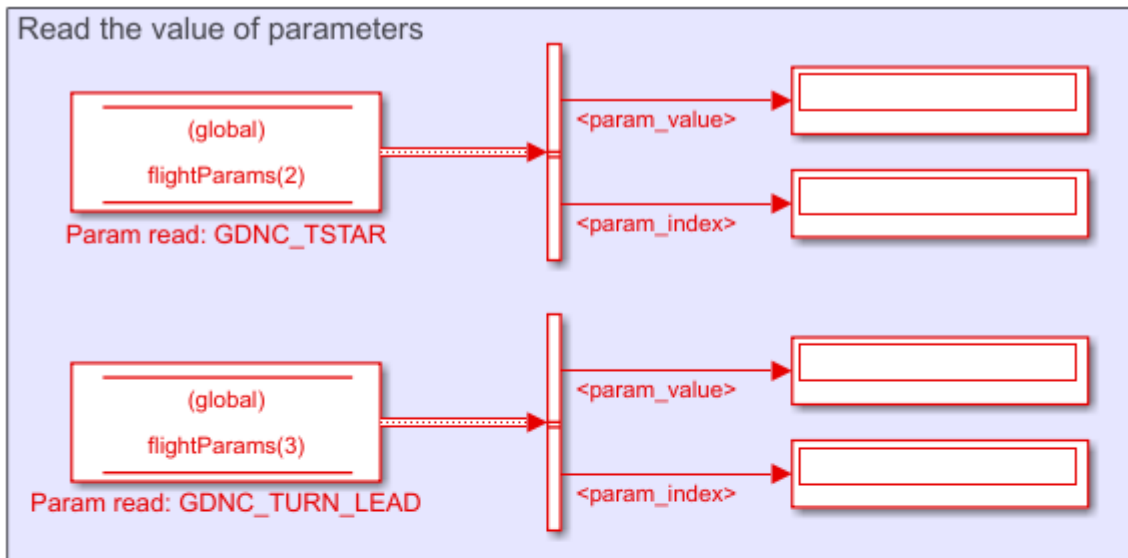 Read the value of parameters
(global)
flightParams(2)
Param read: GDNC_TSTAR
<param_value>
<param_index>
(global)
flightParams(3)
Param read: GDNC_TURN_LEAD
<param_value>
<param_index>